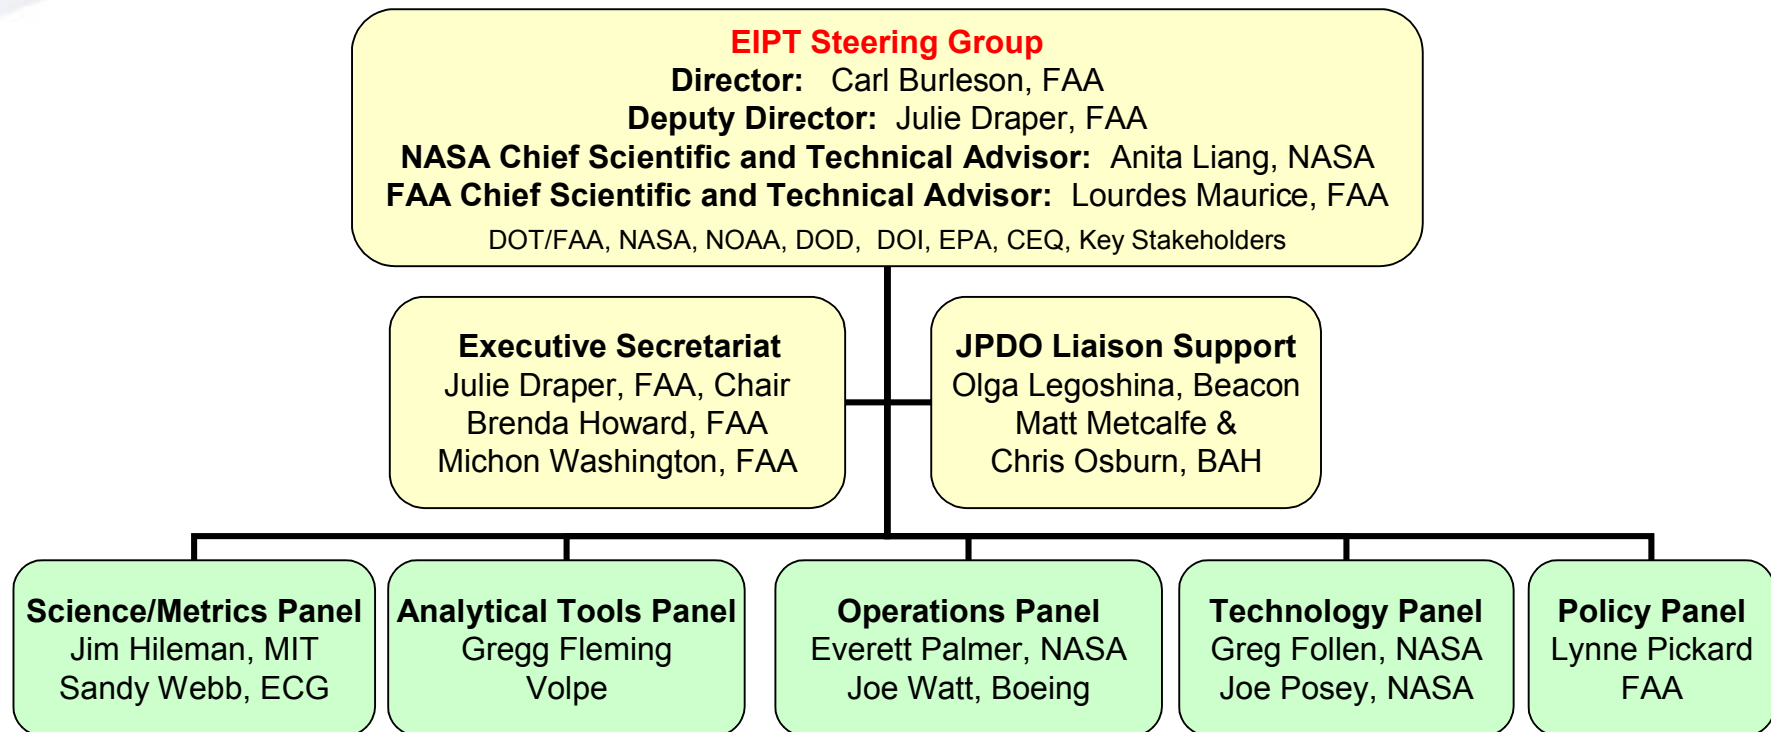 EIPT Steering Group
Director: Carl Burleson, FAA
Deputy Director: Julie Draper, FAA
NASA Chief Scientific and Technical Advisor: Anita Liang, NASA
FAA Chief Scientific and Technical Advisor: Lourdes Maurice, FAA
DOT/FAA, NASA, NOAA, DOD, DOI, EPA, CEQ, Key Stakeholders
Executive Secretariat
Julie Draper, FAA, Chair
Brenda Howard, FAA
Michon Washington, FAA
JPDO Liaison Support
Olga Legoshina, Beacon
Matt Metcalfe &
Chris Osburn, BAH
Science/Metrics Panel
Jim Hileman, MIT
Sandy Webb, ECG
Analytical Tools Panel
Gregg Fleming
Volpe
Operations Panel
Everett Palmer, NASA
Joe Watt, Boeing
Technology Panel
Greg Follen, NASA
Joe Posey, NASA
Policy Panel
Lynne Pickard
FAA